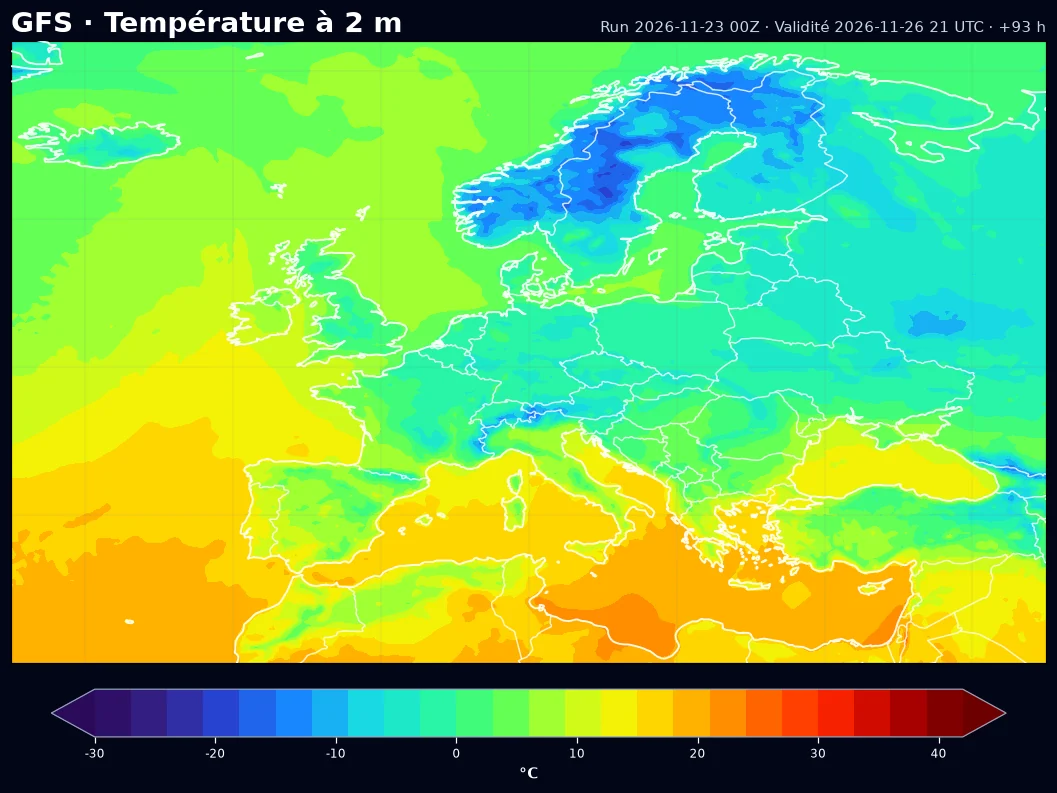 GFS · Température à 2 m
Run 2026-11-23 00Z · Validité 2026-11-26 21 UTC · +93 h
-30 -20 -10 0 10 20 30 40
°C